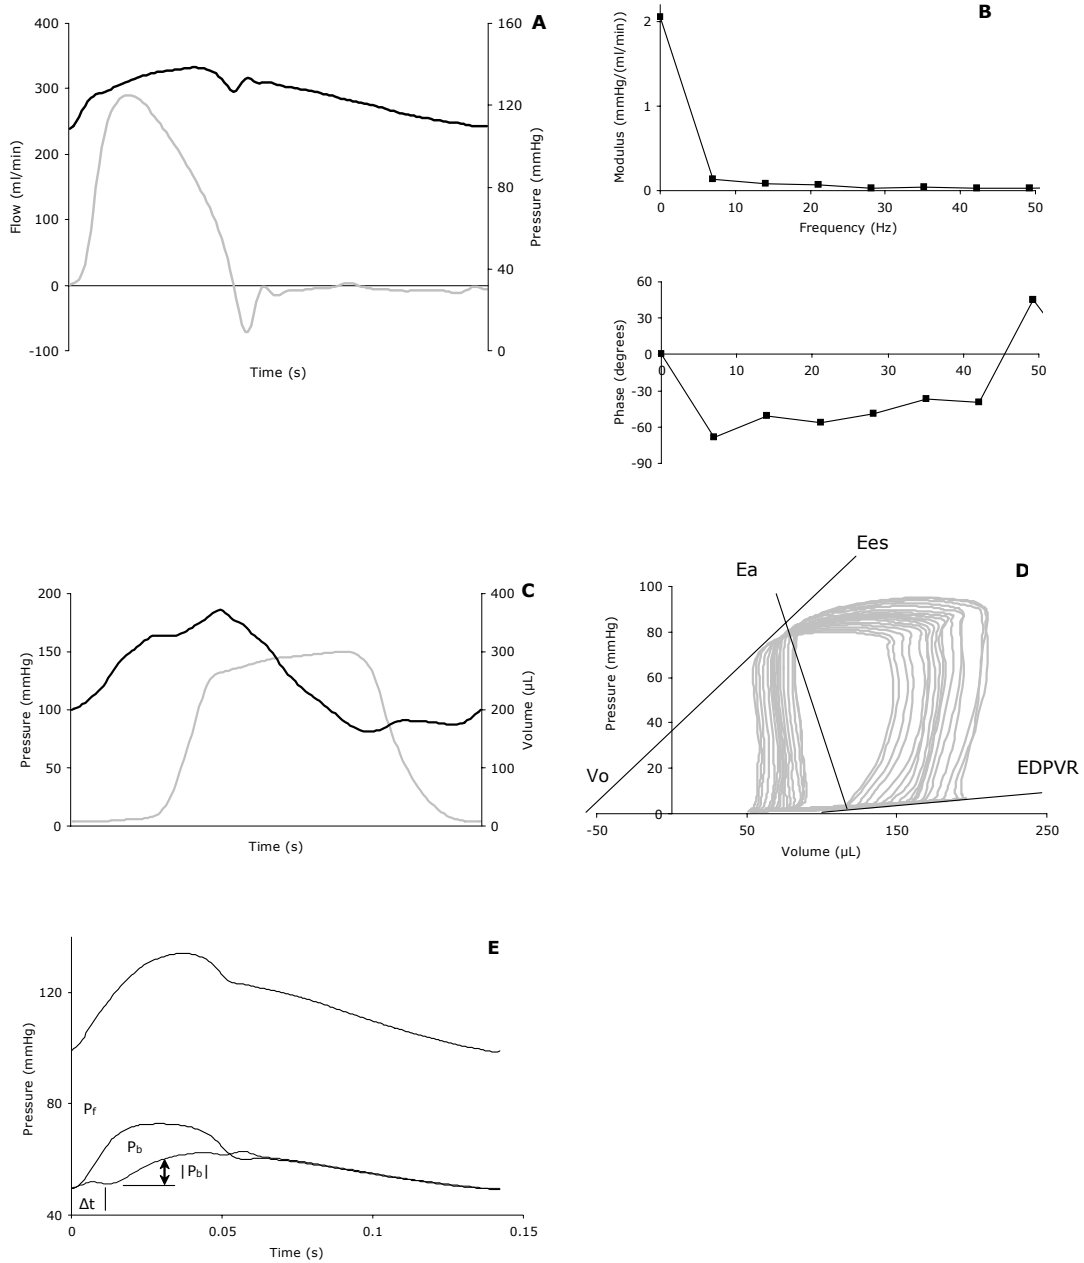 A
400
300
200
100
0
-100
Flow (ml/min)
160
120
80
40
0
Pressure (mmHg)
Time (s)
B
2
1
0
Modulus (mmHg/(ml/min))
0 10 20 30 40 50
Frequency (Hz)
60
30
0
-30
-60
-90
Phase (degrees)
0 10 20 30 40 50
C
200
150
100
50
0
Pressure (mmHg)
400
300
200
100
0
Volume (µL)
Time (s)
D
Ees
Ea
Vo
EDPVR
100
80
60
40
20
0
Pressure (mmHg)
-50 50 150 250
Volume (µL)
E
120
80
40
Pressure (mmHg)
Pf
Pb
|Pb|
Δt
0 0.05 0.1 0.15
Time (s)